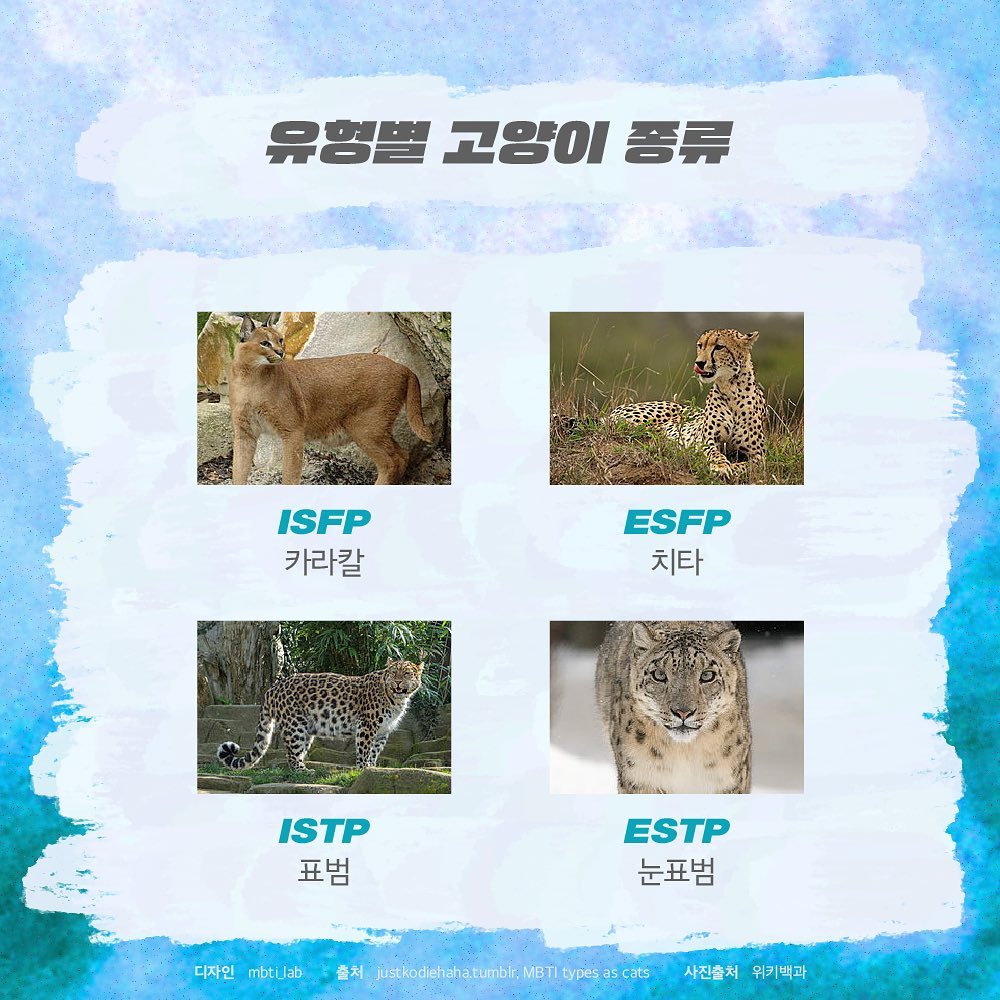 유형별 고양이 종류
ISFP
카라칼
ESFP
치타
ISTP
표범
ESTP
눈표범
디자인 mbti_lab 출처 justkodiehaha.tumblr, MBTI types as cats 사진출처 위키백과